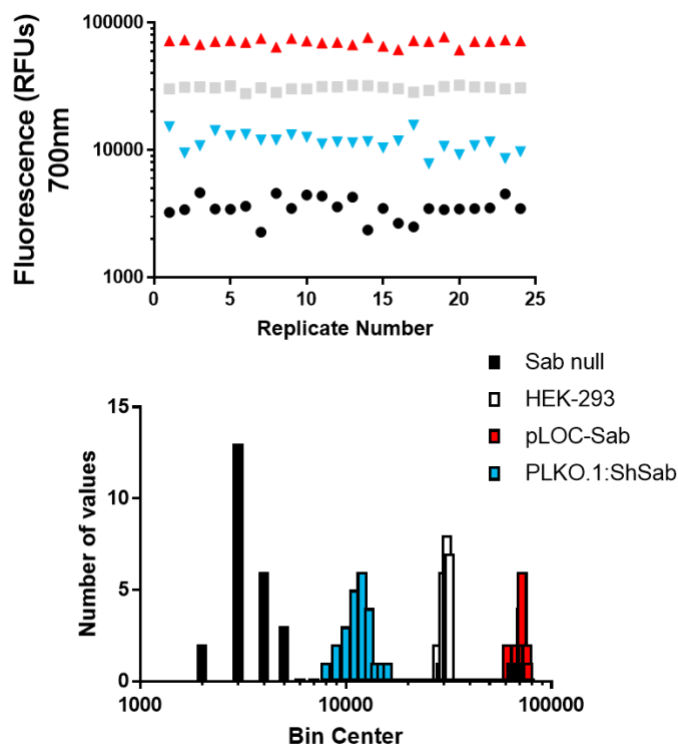 100000
10000
1000
Fluorescence (RFUs)
700nm
0
5
10
15
20
25
Replicate Number
Sab null
HEK-293
pLOC-Sab
PLKO.1:ShSab
15
10
5
0
Number of values
1000
10000
100000
Bin Center